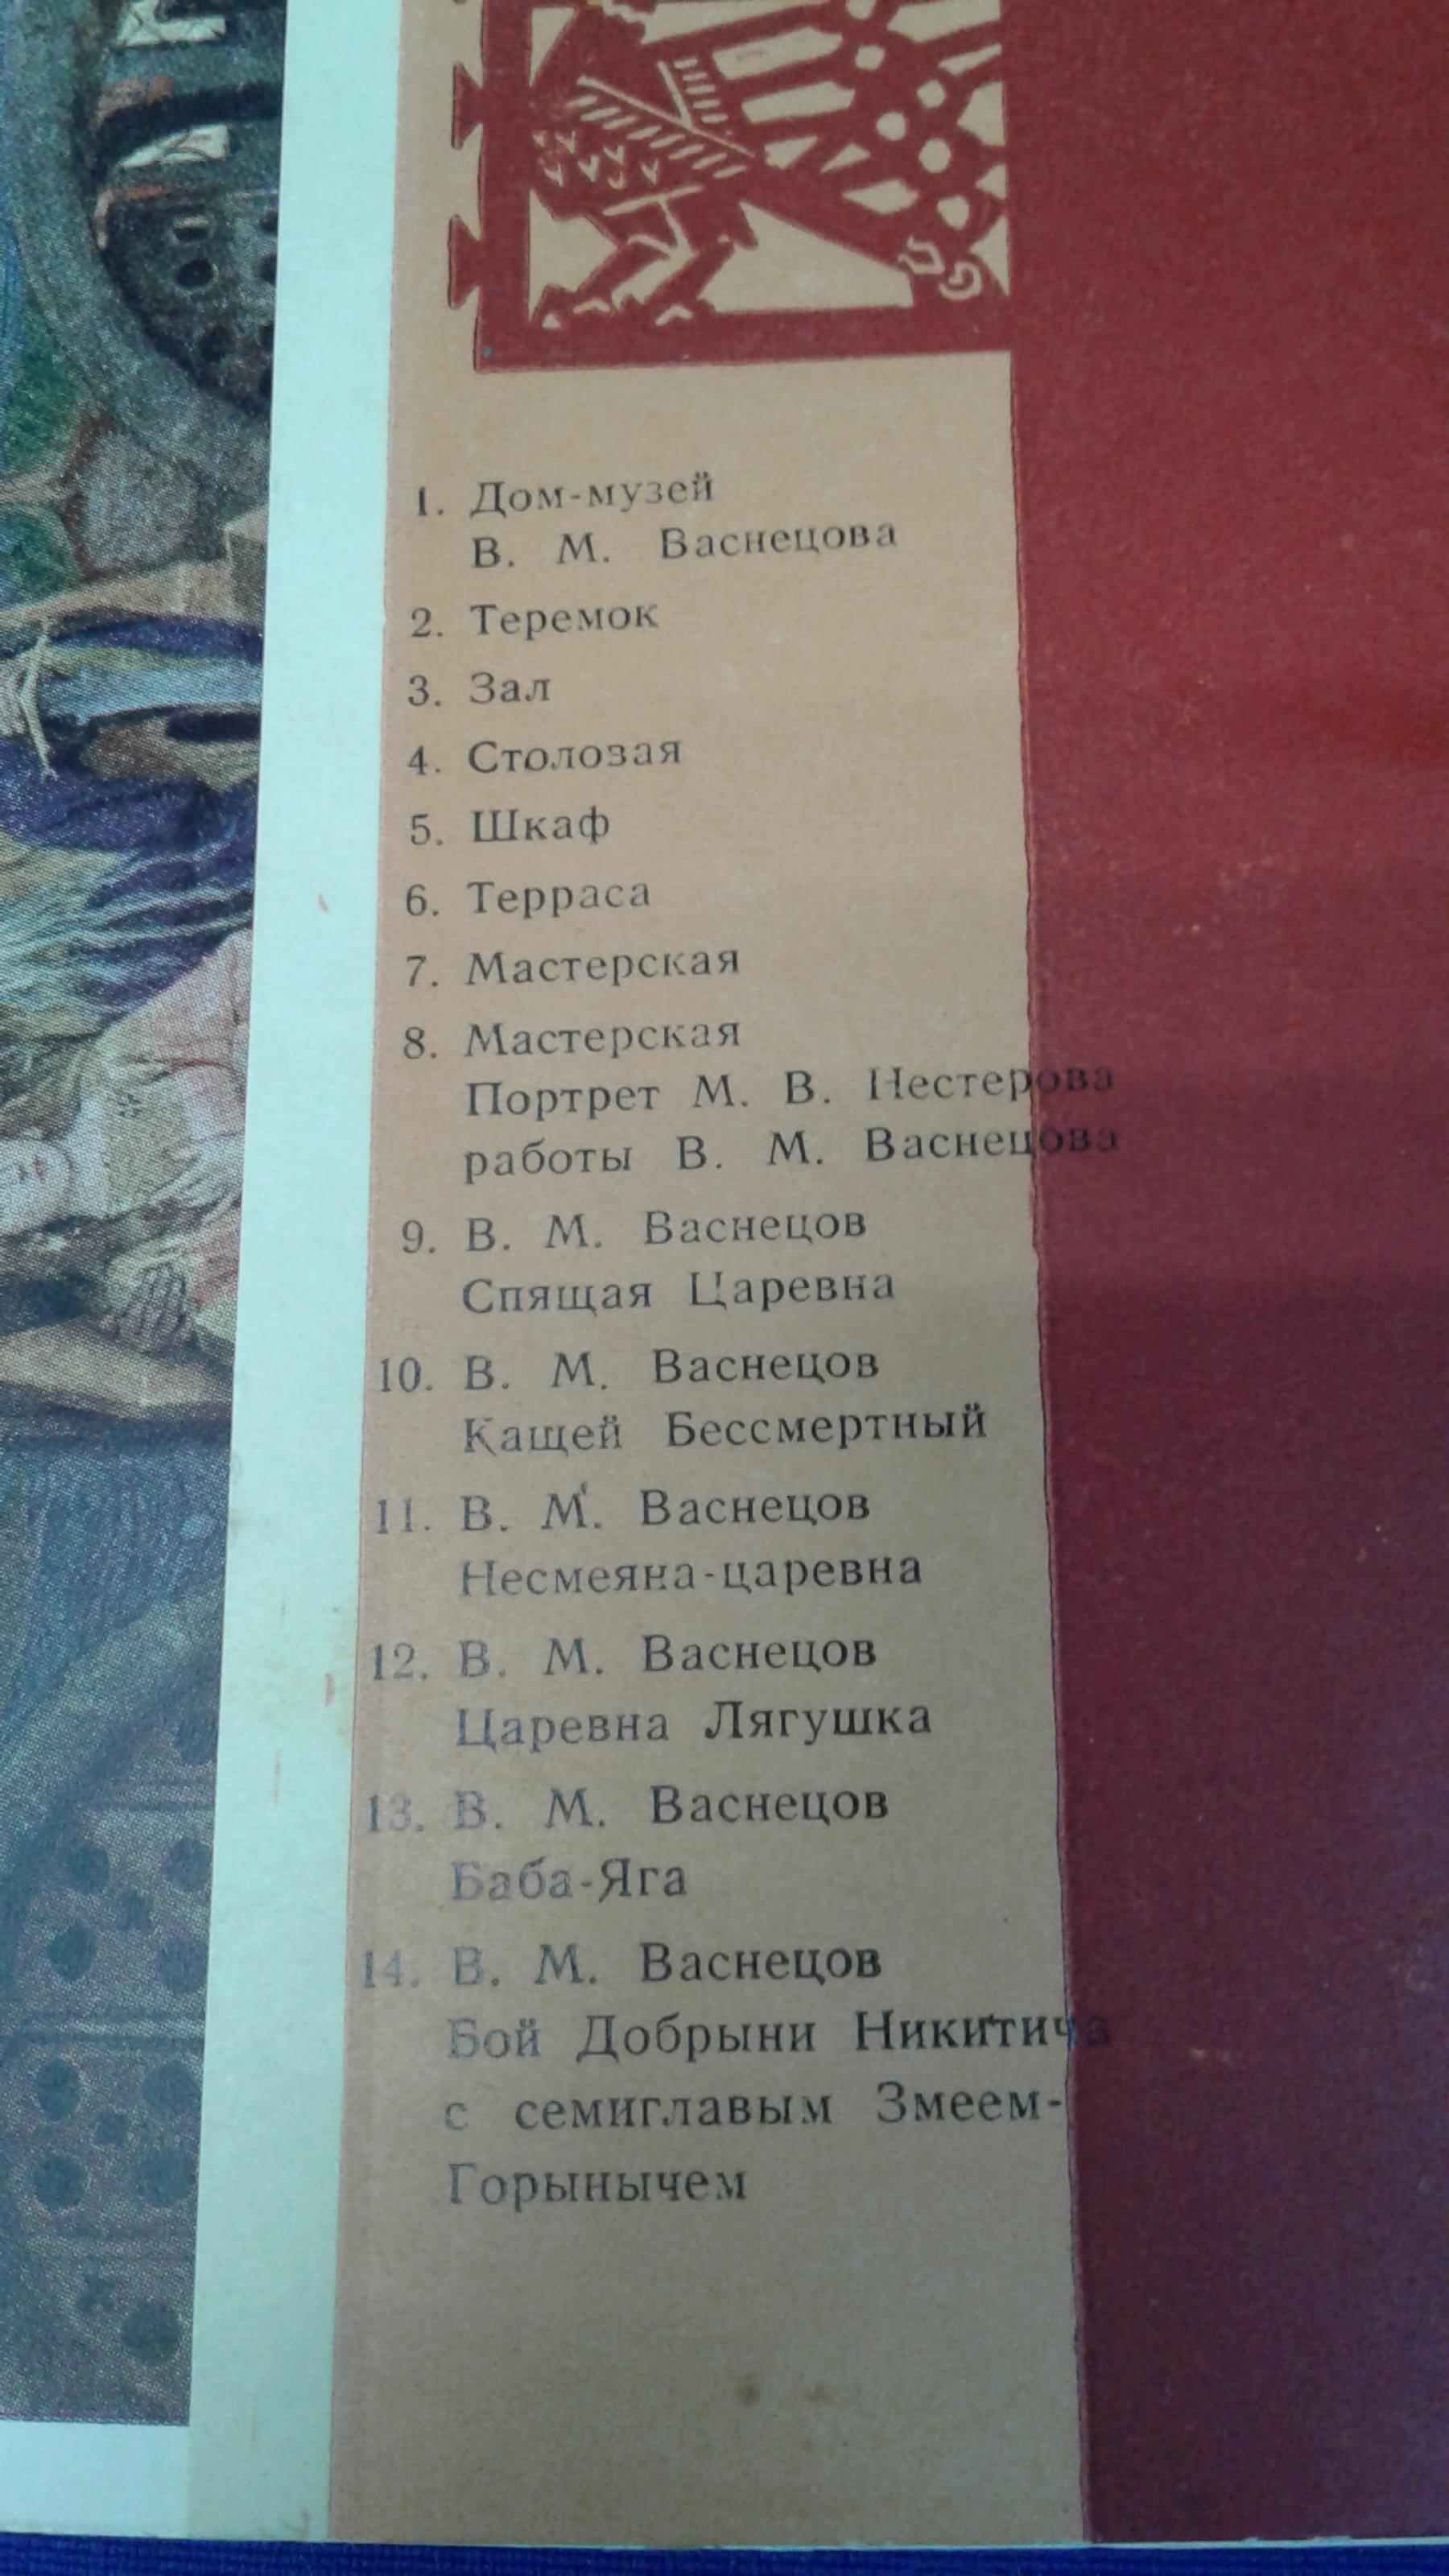 1. Дом-музей
В. М. Васнецова
2. Теремок
3. Зал
4. Столовая
5. Шкаф
6. Терраса
7. Мастерская
8. Мастерская
Портрет М. В. Нестерова
работы В. М. Васнецова
9. В. М. Васнецов
Спящая Царевна
10. В. М. Васнецов
Кащей Бессмертный
11. В. М. Васнецов
Несмеяна-царевна
12. В. М. Васнецов
Царевна Лягушка
13. В. М. Васнецов
Баба-Яга
14. В. М. Васнецов
Бой Добрыни Никитича
с семиглавым Змеем-
Горынычем